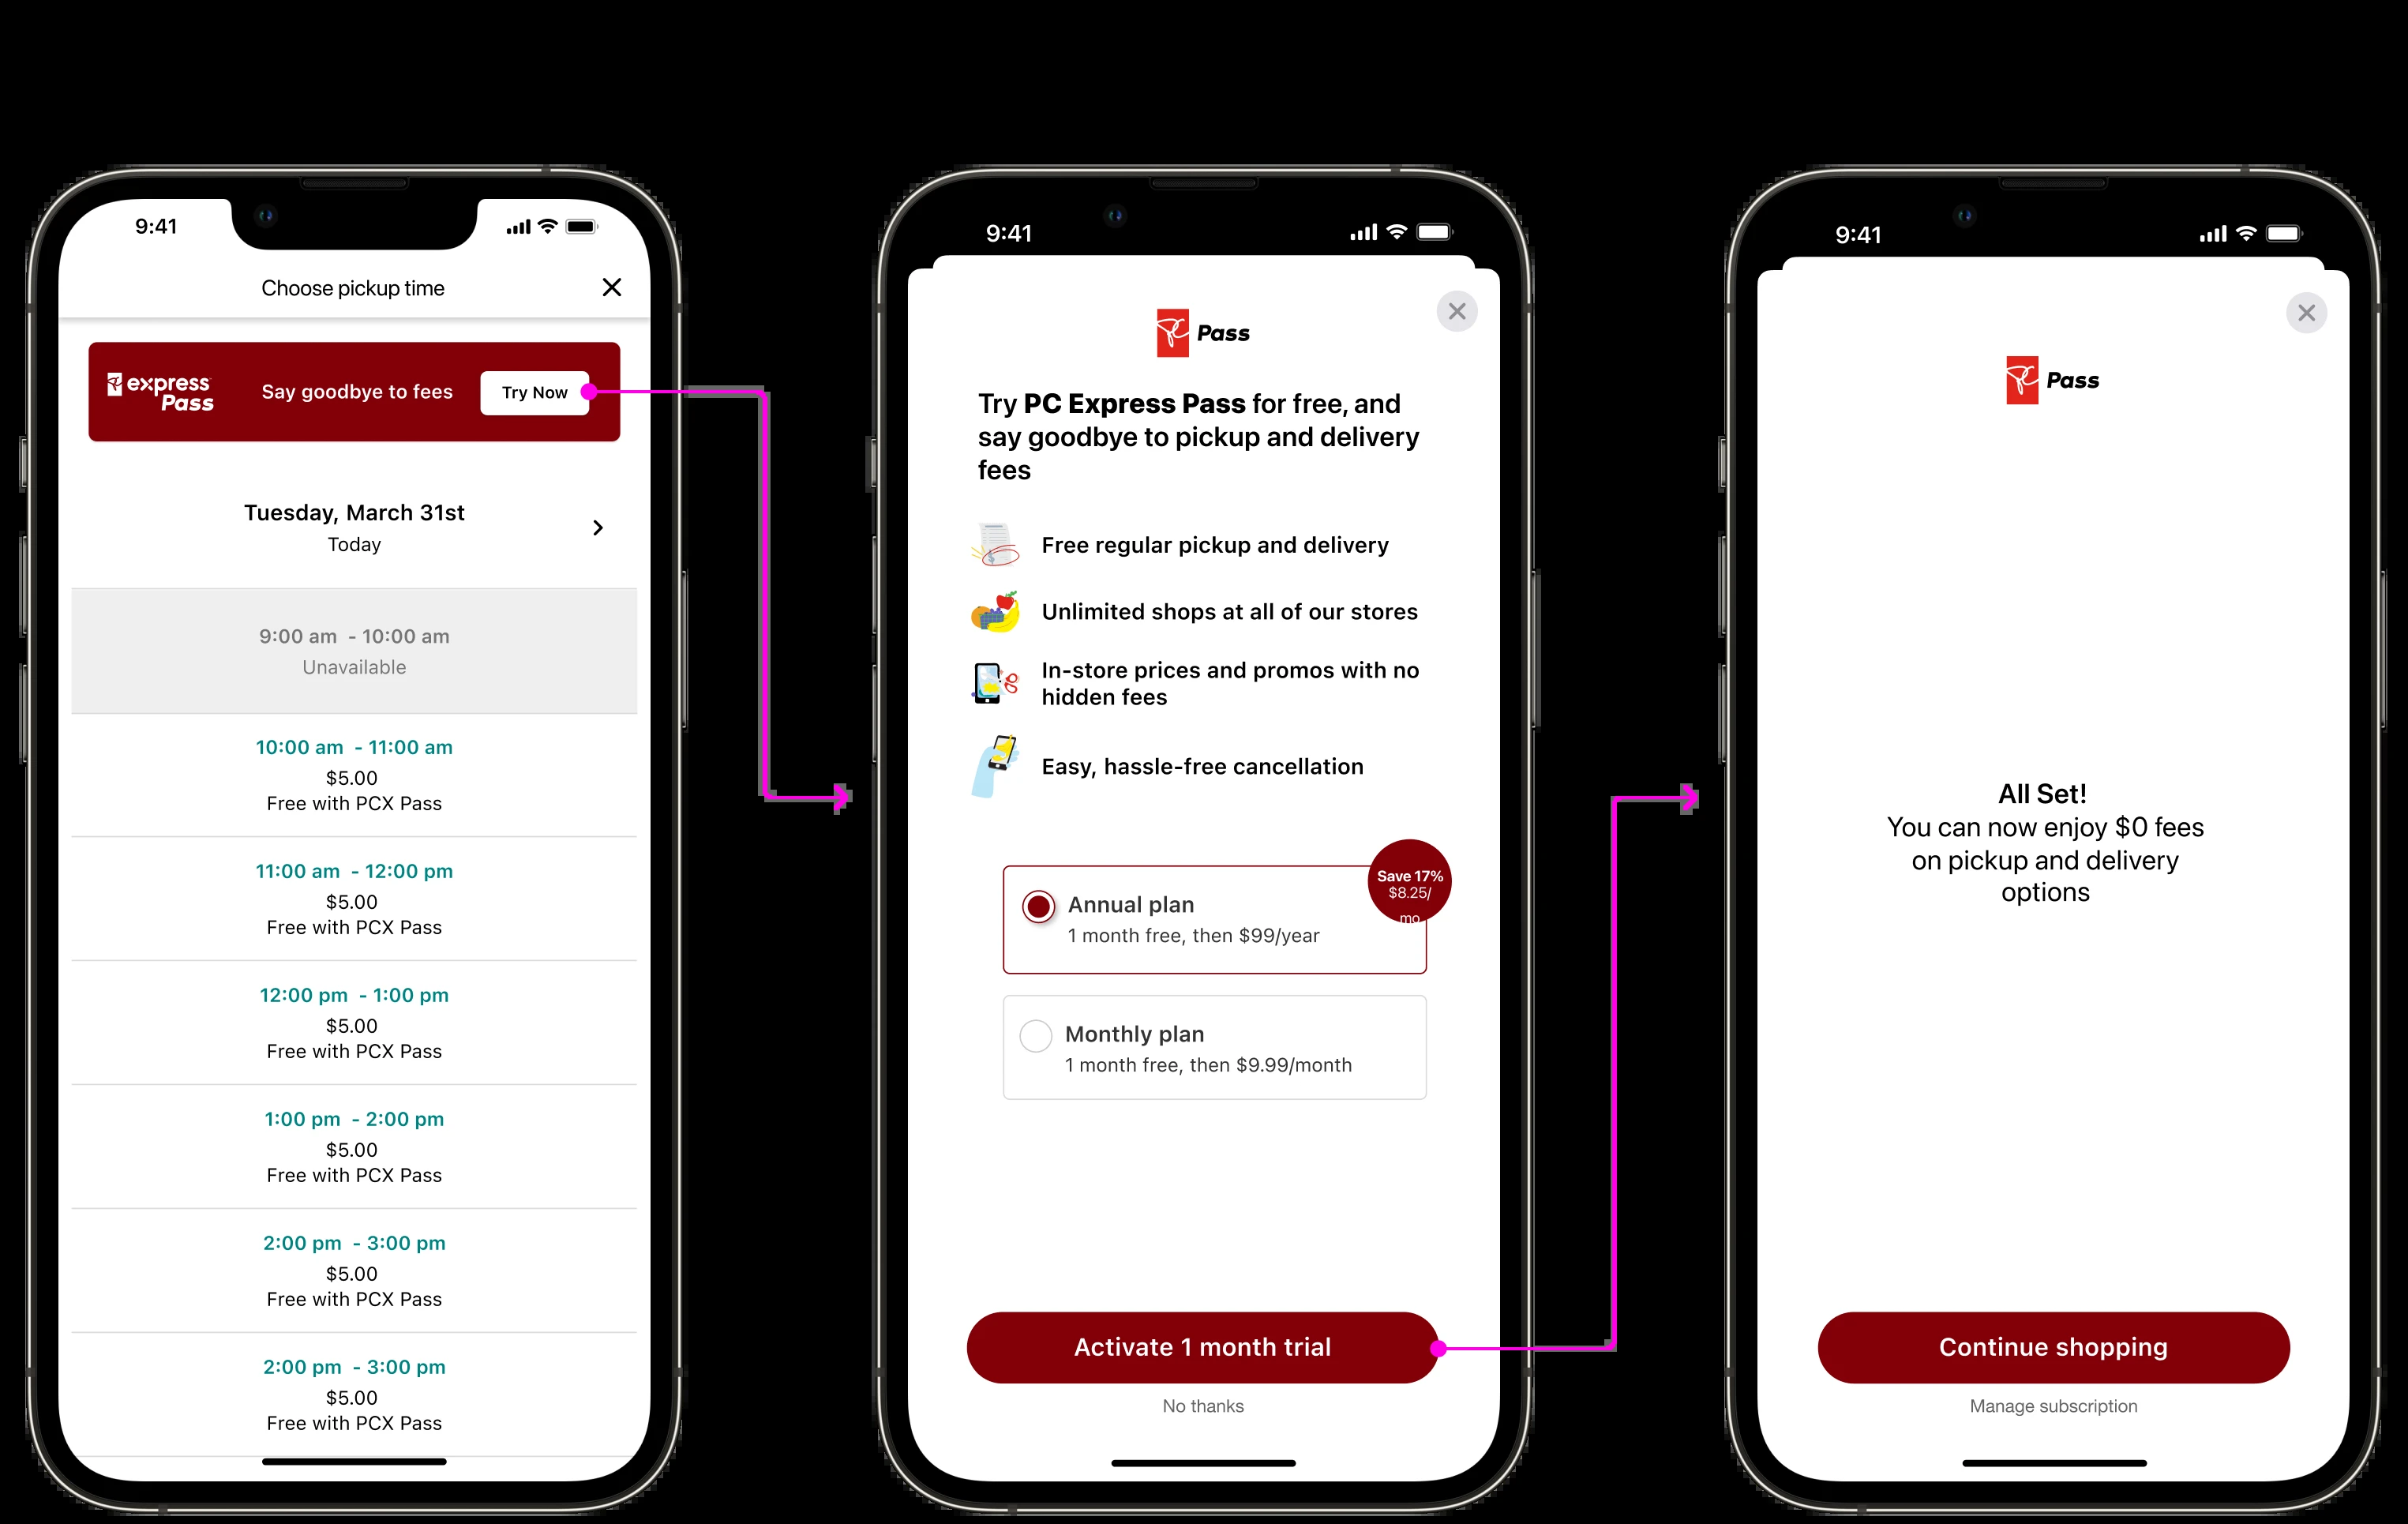 9:41
Choose pickup time
express
Pass
Say goodbye to fees
Try Now
Tuesday, March 31st
Today
9:00 am - 10:00 am
Unavailable
10:00 am - 11:00 am
$5.00
Free with PCX Pass
11:00 am - 12:00 pm
$5.00
Free with PCX Pass
12:00 pm - 1:00 pm
$5.00
Free with PCX Pass
1:00 pm - 2:00 pm
$5.00
Free with PCX Pass
2:00 pm - 3:00 pm
$5.00
Free with PCX Pass
2:00 pm - 3:00 pm
$5.00
Free with PCX Pass
9:41
PC Pass
Try PC Express Pass for free, and
say goodbye to pickup and delivery
fees
Free regular pickup and delivery
Unlimited shops at all of our stores
In-store prices and promos with no
hidden fees
Easy, hassle-free cancellation
Save 17%
$8.25/
mo
Annual plan
1 month free, then $99/year
Monthly plan
1 month free, then $9.99/month
Activate 1 month trial
No thanks
9:41
PC Pass
All Set!
You can now enjoy $0 fees
on pickup and delivery
options
Continue shopping
Manage subscription